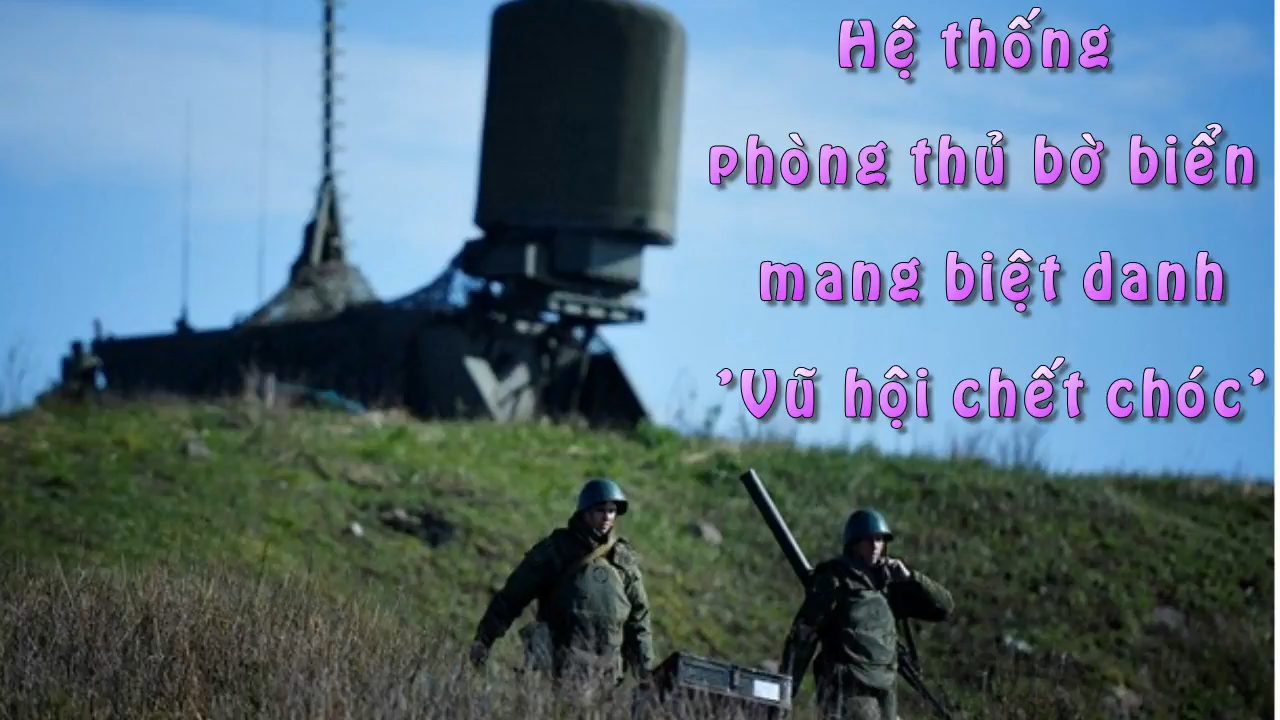 Hệ thống
phòng thủ bờ biển
mang biệt danh
’Vũ hội chết chóc’